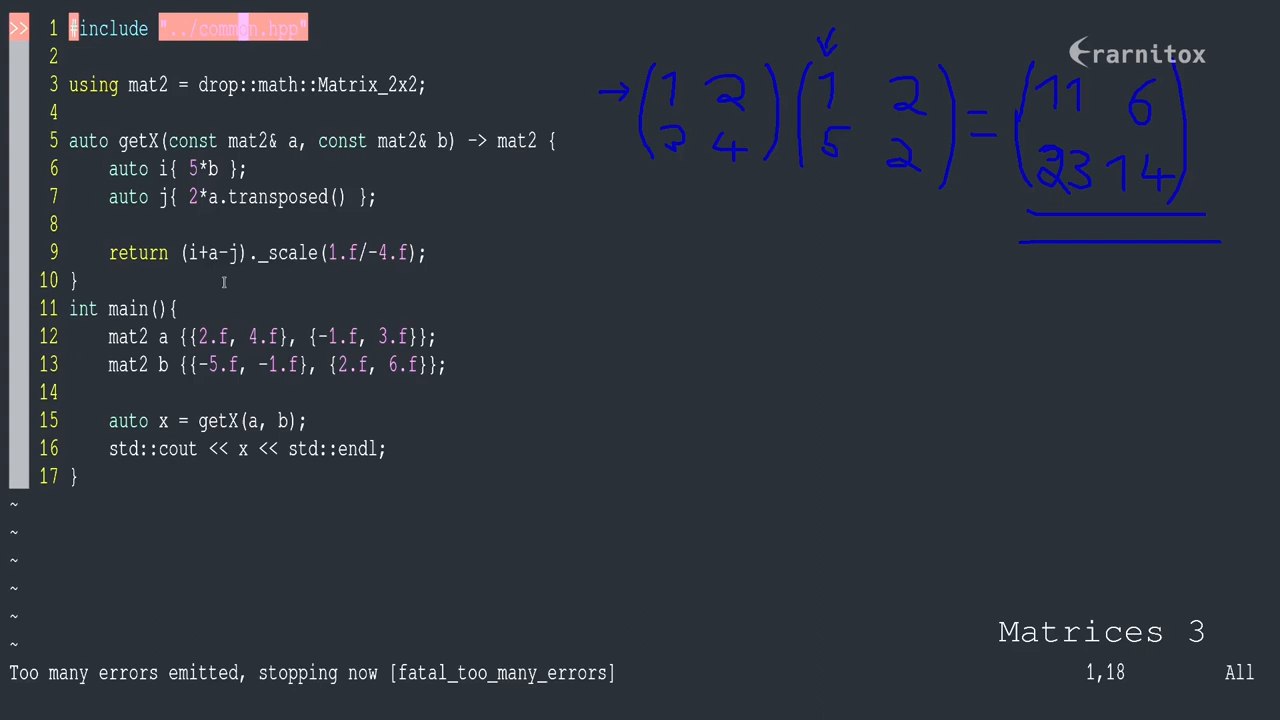 >> 1 #include "../common.hpp"
2
3 using mat2 = drop::math::Matrix_2x2;
4
5 auto getX(const mat2& a, const mat2& b) -> mat2 {
6 auto i{ 5*b };
7 auto j{ 2*a.transposed() };
8
9 return (i+a-j)._scale(1.f/-4.f);
10 }
11 int main(){
12 mat2 a {{2.f, 4.f}, {-1.f, 3.f}};
13 mat2 b {{-5.f, -1.f}, {2.f, 6.f}};
14
15 auto x = getX(a, b);
16 std::cout << x << std::endl;
17 }
~
~
~
~
~
~
Too many errors emitted, stopping now [fatal_too_many_errors] 1,18 All
rarnitox
→ (1 2) (1 2) = (11 6)
(3 4) (5 2) (23 14)
Matrices 3